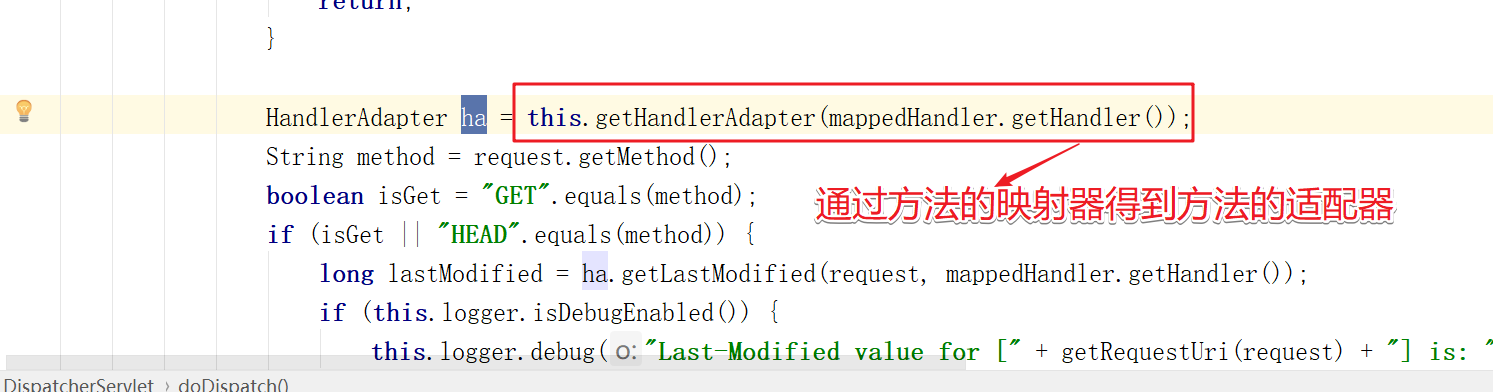 return;
}
HandlerAdapter ha = this.getHandlerAdapter(mappedHandler.getHandler());
String method = request.getMethod();
boolean isGet = "GET".equals(method);
通过方法的映射器得到方法的适配器
if (isGet || "HEAD".equals(method)) {
long lastModified = ha.getLastModified(request, mappedHandler.getHandler());
if (this.logger.isDebugEnabled()) {
this.logger.debug( o: "Last-Modified value for [" + getRequestUri(request) + "] is: "
DispatcherServlet › doDispatch()